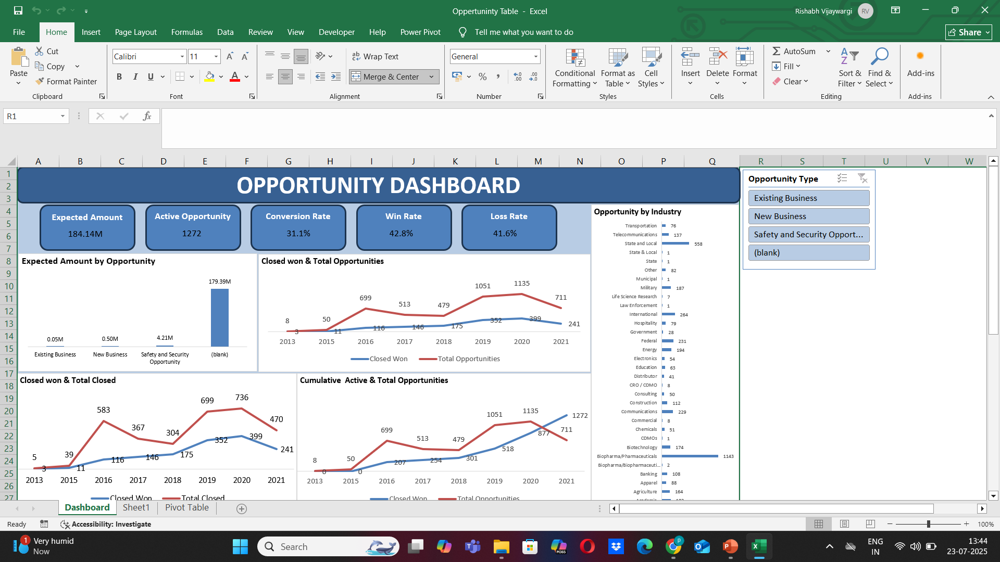 Oppertuninty Table - Excel
Rishabh Vijaywargi
RV
File Home Insert Page Layout Formulas Data Review View Developer Help Power Pivot Tell me what you want to do
Share
Paste
Cut
Copy
Format Painter
Clipboard
Calibri 11
B I U
Font
Wrap Text
Merge & Center
Alignment
General
Number
Conditional Formatting
Format as Table
Cell Styles
Styles
Insert Delete Format
Cells
AutoSum
Fill
Clear
Sort & Filter
Find & Select
Editing
Add-ins
Add-ins
R1
fx
A B C D E F G H I J K L M N O P Q R S T U V W
1
2
3
4
5
6
7
8
9
10
11
12
13
14
15
16
17
18
19
20
21
22
23
24
25
26
27
OPPORTUNITY DASHBOARD
Expected Amount
184.14M
Active Opportunity
1272
Conversion Rate
31.1%
Win Rate
42.8%
Loss Rate
41.6%
Expected Amount by Opportunity
179.39M
0.05M 0.50M 4.21M
Existing Business New Business Safety and Security Opportunity (blank)
Closed won & Total Opportunities
8 50 699 513 479 1051 1135 711
3 11 116 146 175 352 399 241
2013 2015 2016 2017 2018 2019 2020 2021
Closed Won Total Opportunities
Closed won & Total Closed
5 39 583 367 304 699 736 470
3 11 116 146 175 352 399 241
2013 2015 2016 2017 2018 2019 2020 2021
Closed Won Total Closed
Cumulative Active & Total Opportunities
8 50 699 513 479 1051 1135 711
0 0 207 254 301 518 877 1272
2013 2015 2016 2017 2018 2019 2020 2021
Closed Won Total Opportunities
Opportunity by Industry
Transportation 76
Telecommunications 137
State and Local 558
State & Local 1
State 1
Other 82
Municipal 1
Military 187
Life Science Research 7
Law Enforcement 1
International 264
Hospitality 79
Government 28
Federal 231
Energy 194
Electronics 54
Education 63
Distributor 41
CRO / CDMO 8
Consulting 50
Construction 112
Communications 229
Commercial 8
Chemicals 51
CDMOs 1
Biotechnology 174
Biopharma/Pharmaceuticals 1143
Biopharma/Biopharmaceuti... 2
Banking 108
Apparel 88
Agriculture 164
Opportunity Type
Existing Business
New Business
Safety and Security Opport...
(blank)
Dashboard Sheet1 Pivot Table
Ready
Accessibility: Investigate
100%
1
Very humid
Now
Search
M365
ENG
IN
13:44
23-07-2025